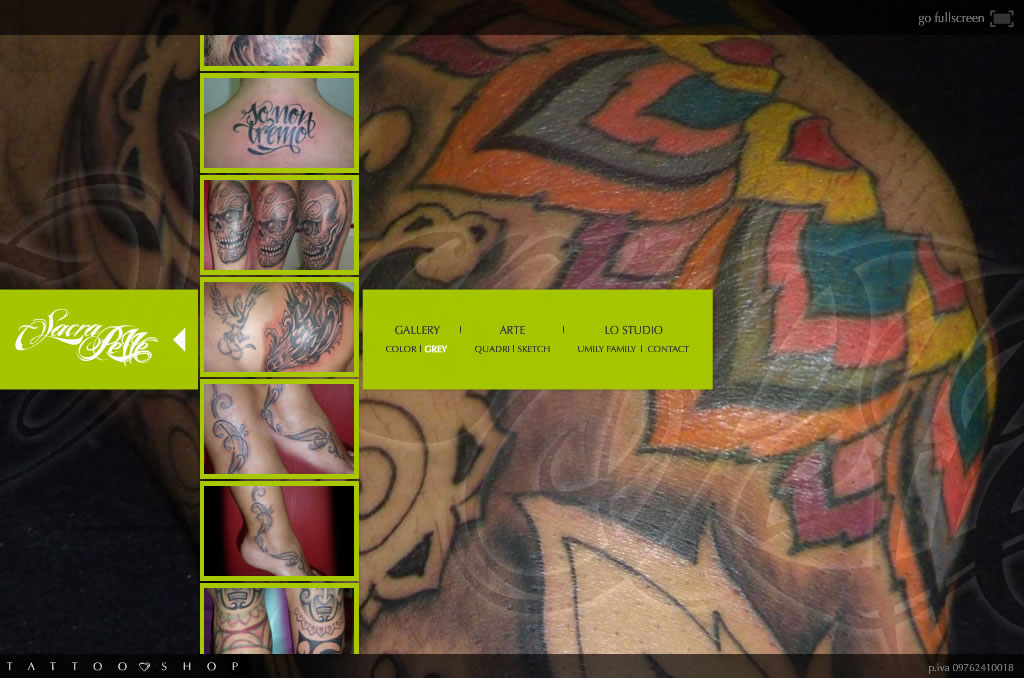 go fullscreen
so non
tremo
Sacra
Pelle
GALLERY | ARTE | LO STUDIO
COLOR | GREY QUADRI | SKETCH UMILY FAMILY | CONTACT
TATTOO SHOP
p.iva 09762410018